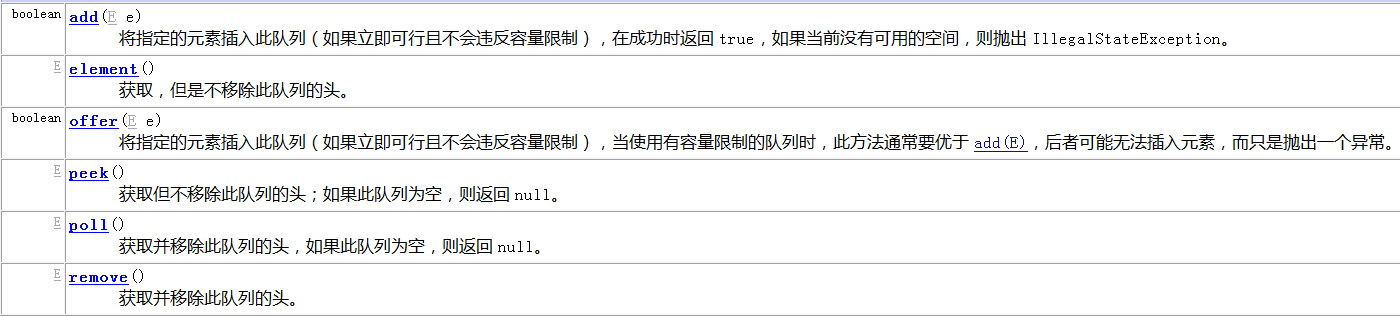 boolean add(E e)
将指定的元素插入此队列（如果立即可行且不会违反容量限制），在成功时返回 true，如果当前没有可用的空间，则抛出 IllegalStateException。
E element()
获取，但是不移除此队列的头。
boolean offer(E e)
将指定的元素插入此队列（如果立即可行且不会违反容量限制），当使用有容量限制的队列时，此方法通常要优于 add(E)，后者可能无法插入元素，而只是抛出一个异常。
E peek()
获取但不移除此队列的头；如果此队列为空，则返回 null。
E poll()
获取并移除此队列的头，如果此队列为空，则返回 null。
E remove()
获取并移除此队列的头。